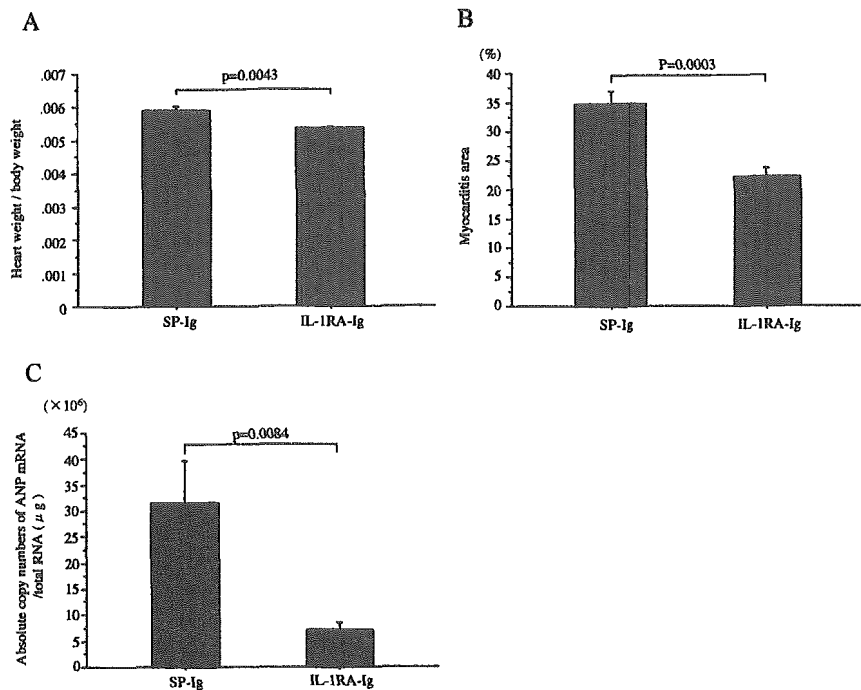 A
p=0.0043
.007
.006
.005
.004
.003
.002
.001
0
Heart weight / body weight
SP-Ig
IL-1RA-Ig
B
(%)
P=0.0003
40
35
30
25
20
15
10
5
0
Myocarditis area
SP-Ig
IL-1RA-Ig
C
(×10⁶)
p=0.0084
45
40
35
30
25
20
15
10
5
0
Absolute copy numbers of ANP mRNA
/total RNA ( μ g )
SP-Ig
IL-1RA-Ig